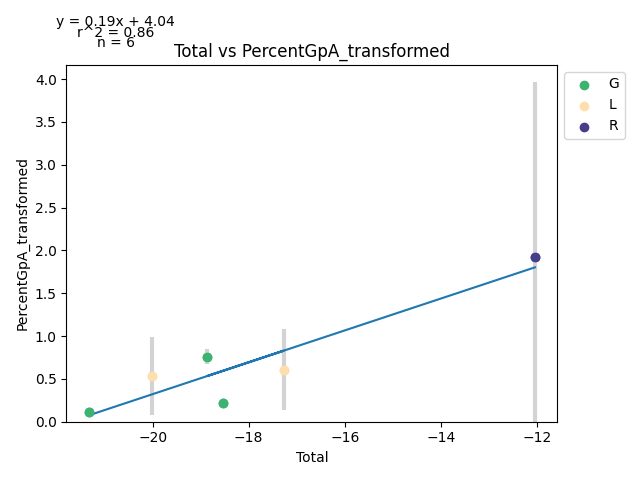 y = 0.19x + 4.04
r^2 = 0.86
n = 6
Total vs PercentGpA_transformed
G
L
R
PercentGpA_transformed
4.0
3.5
3.0
2.5
2.0
1.5
1.0
0.5
0.0
−20
−18
−16
−14
−12
Total